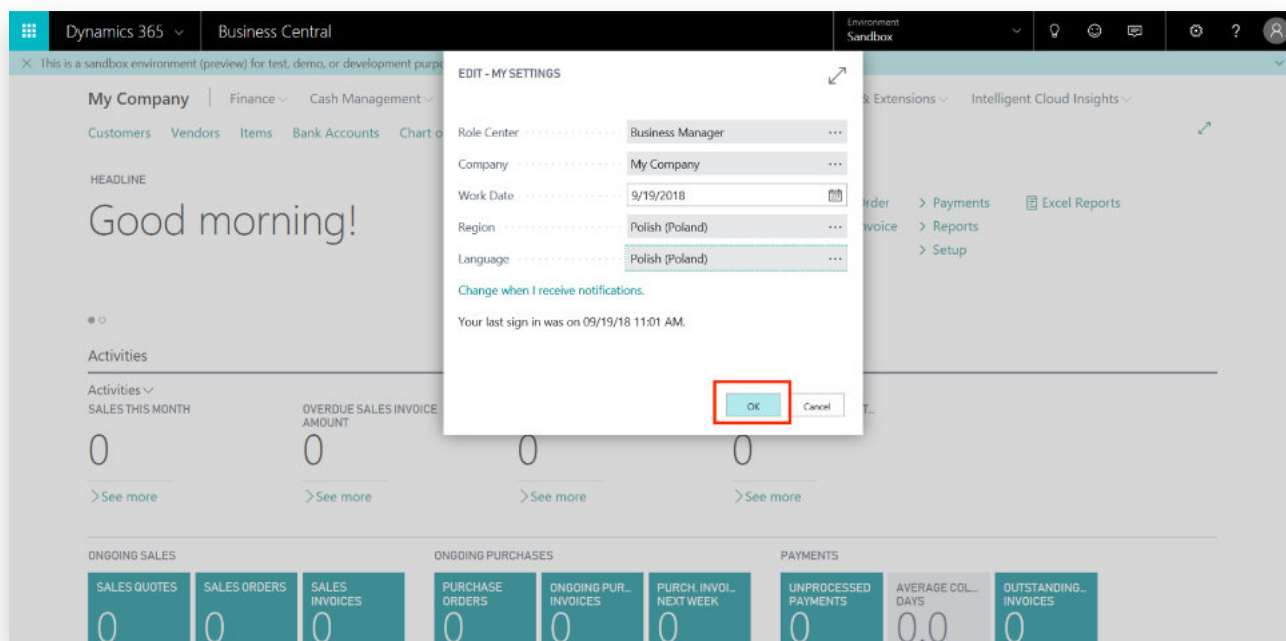 Dynamics 365 Business Central Environment
Sandbox ?
This is a sandbox environment (preview) for test, demo, or development
My Company Finance Cash Management & Extensions Intelligent Cloud Insights
Customers Vendors Items Bank Accounts Chart
EDIT - MY SETTINGS
Role Center Business Manager
Company My Company
Work Date 9/19/2018
Region Polish (Poland)
Language Polish (Poland)
Change when I receive notifications.
Your last sign in was on 09/19/18 11:01 AM.
OK Cancel
HEADLINE
Good morning!
> Payments Excel Reports
> Reports
> Setup
Activities
Activities
SALES THIS MONTH OVERDUE SALES INVOICE
AMOUNT
0 0 0 0
> See more > See more > See more > See more
ONGOING SALES ONGOING PURCHASES PAYMENTS
SALES QUOTES SALES ORDERS SALES
INVOICES PURCHASE
ORDERS ONGOING PUR...
INVOICES PURCH. INVOI...
NEXT WEEK UNPROCESSED
PAYMENTS AVERAGE COL...
DAYS OUTSTANDING...
INVOICES
0 0 0 0 0 0 0 0.0 0